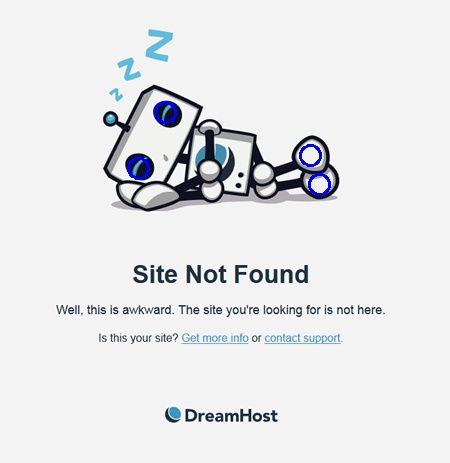 Z
Z
Z
Site Not Found
Well, this is awkward. The site you're looking for is not here.
Is this your site? Get more info or contact support.
DreamHost